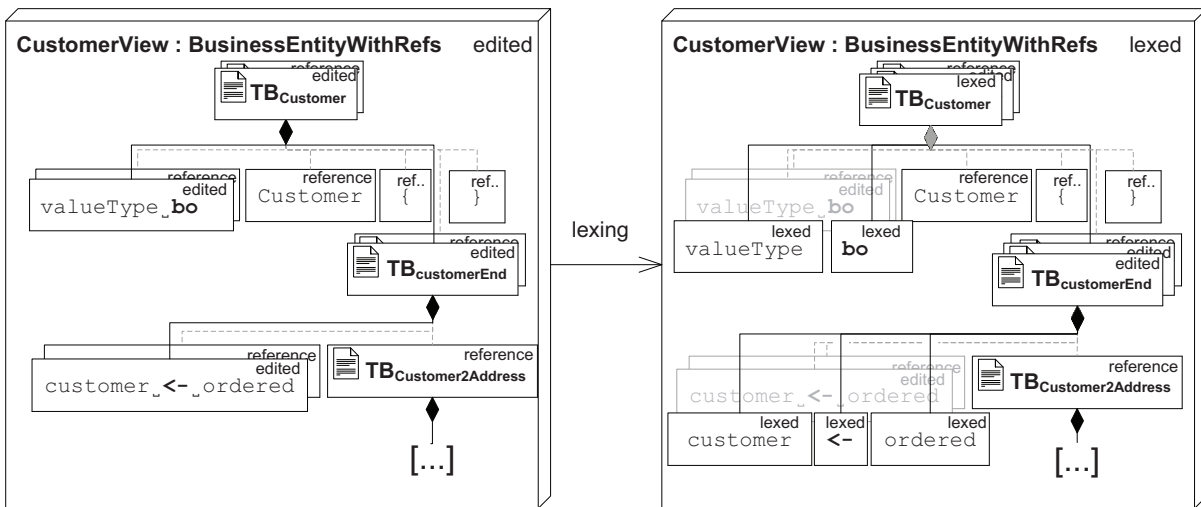 CustomerView : BusinessEntityWithRefs edited
reference
edited
TBCustomer
reference
edited
valueType␣bo
reference
Customer
ref..
{
ref..
}
reference
edited
TBcustomerEnd
reference
edited
customer␣<-␣ordered
reference
TBCustomer2Address
[...]
lexing
CustomerView : BusinessEntityWithRefs lexed
reference
edited
lexed
TBCustomer
reference
edited
valueType␣bo
reference
Customer
ref..
{
ref..
}
lexed
valueType
lexed
bo
reference
edited
edited
TBcustomerEnd
reference
edited
customer␣<-␣ordered
reference
TBCustomer2Address
lexed
customer
lexed
<-
lexed
ordered
[...]